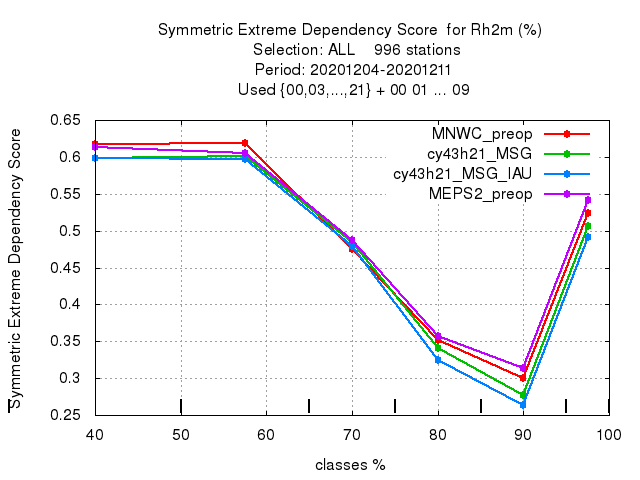 Symmetric Extreme Dependency Score  for Rh2m (%)
Selection: ALL    996 stations
Period: 20201204-20201211
Used {00,03,...,21} + 00 01 ... 09
Symmetric Extreme Dependency Score
0.65
0.6
0.55
0.5
0.45
0.4
0.35
0.3
0.25
MNWC_preop
cy43h21_MSG
cy43h21_MSG_IAU
MEPS2_preop
40 50 60 70 80 90 100
classes %